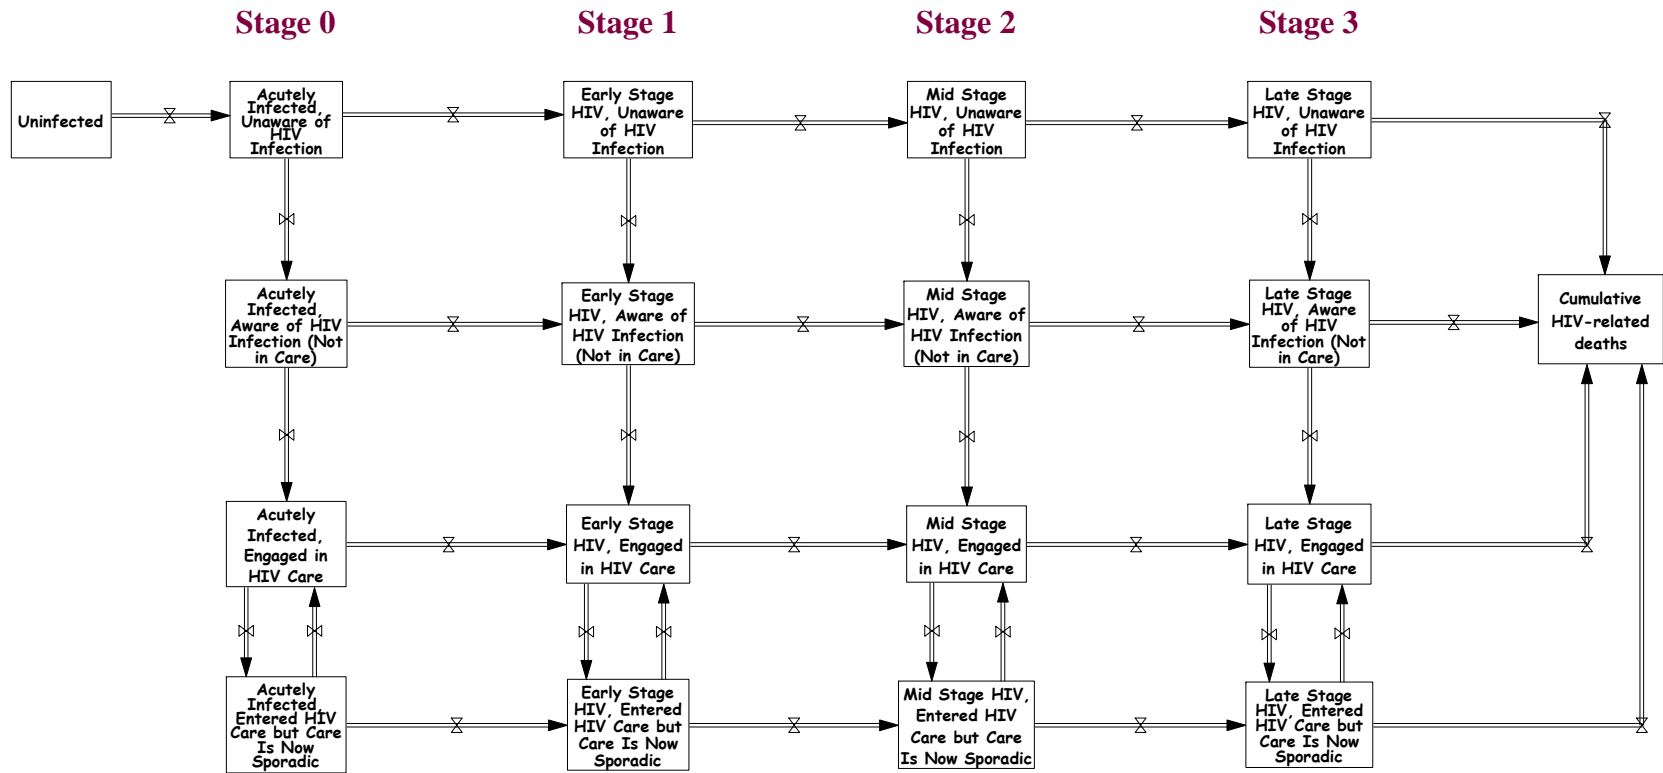 Stage 0
Stage 1
Stage 2
Stage 3
Uninfected
Acutely
Infected,
Unaware of
HIV
Infection
Early Stage
HIV, Unaware
of HIV
Infection
Mid Stage
HIV, Unaware
of HIV
Infection
Late Stage
HIV, Unaware
of HIV
Infection
Acutely
Infected,
Aware of HIV
Infection (Not
in Care)
Early Stage
HIV, Aware of
HIV Infection
(Not in Care)
Mid Stage
HIV, Aware of
HIV Infection
(Not in Care)
Late Stage
HIV, Aware
of HIV
Infection (Not
in Care)
Cumulative
HIV-related
deaths
Acutely
Infected,
Engaged in
HIV Care
Early Stage
HIV, Engaged
in HIV Care
Mid Stage
HIV, Engaged
in HIV Care
Late Stage
HIV, Engaged
in HIV Care
Acutely
Infected,
Entered HIV
Care but Care
Is Now
Sporadic
Early Stage
HIV, Entered
HIV Care but
Care Is Now
Sporadic
Mid Stage HIV,
Entered HIV
Care but Care
Is Now Sporadic
Late Stage
HIV, Entered
HIV Care but
Care Is Now
Sporadic